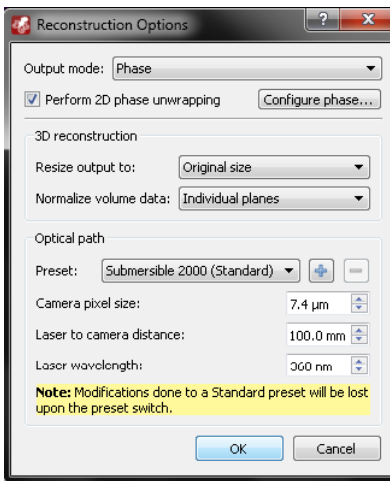 Reconstruction Options
Output mode: Phase
Perform 2D phase unwrapping Configure phase...
3D reconstruction
Resize output to: Original size
Normalize volume data: Individual planes
Optical path
Preset: Submersible 2000 (Standard)
Camera pixel size: 7.4 µm
Laser to camera distance: 100.0 mm
Laser wavelength: nm
Note: Modifications done to a Standard preset will be lost
upon the preset switch.
OK Cancel